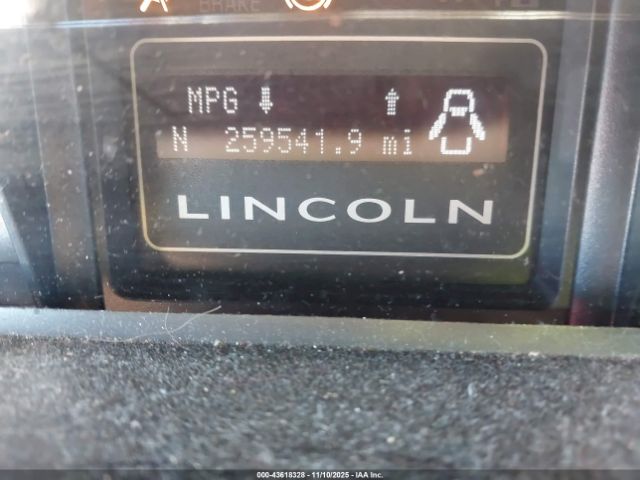 BRAKE
MPG
N 259541.9 mi
LINCOLN
000-43618328 - 11/10/2025 - IAA Inc.